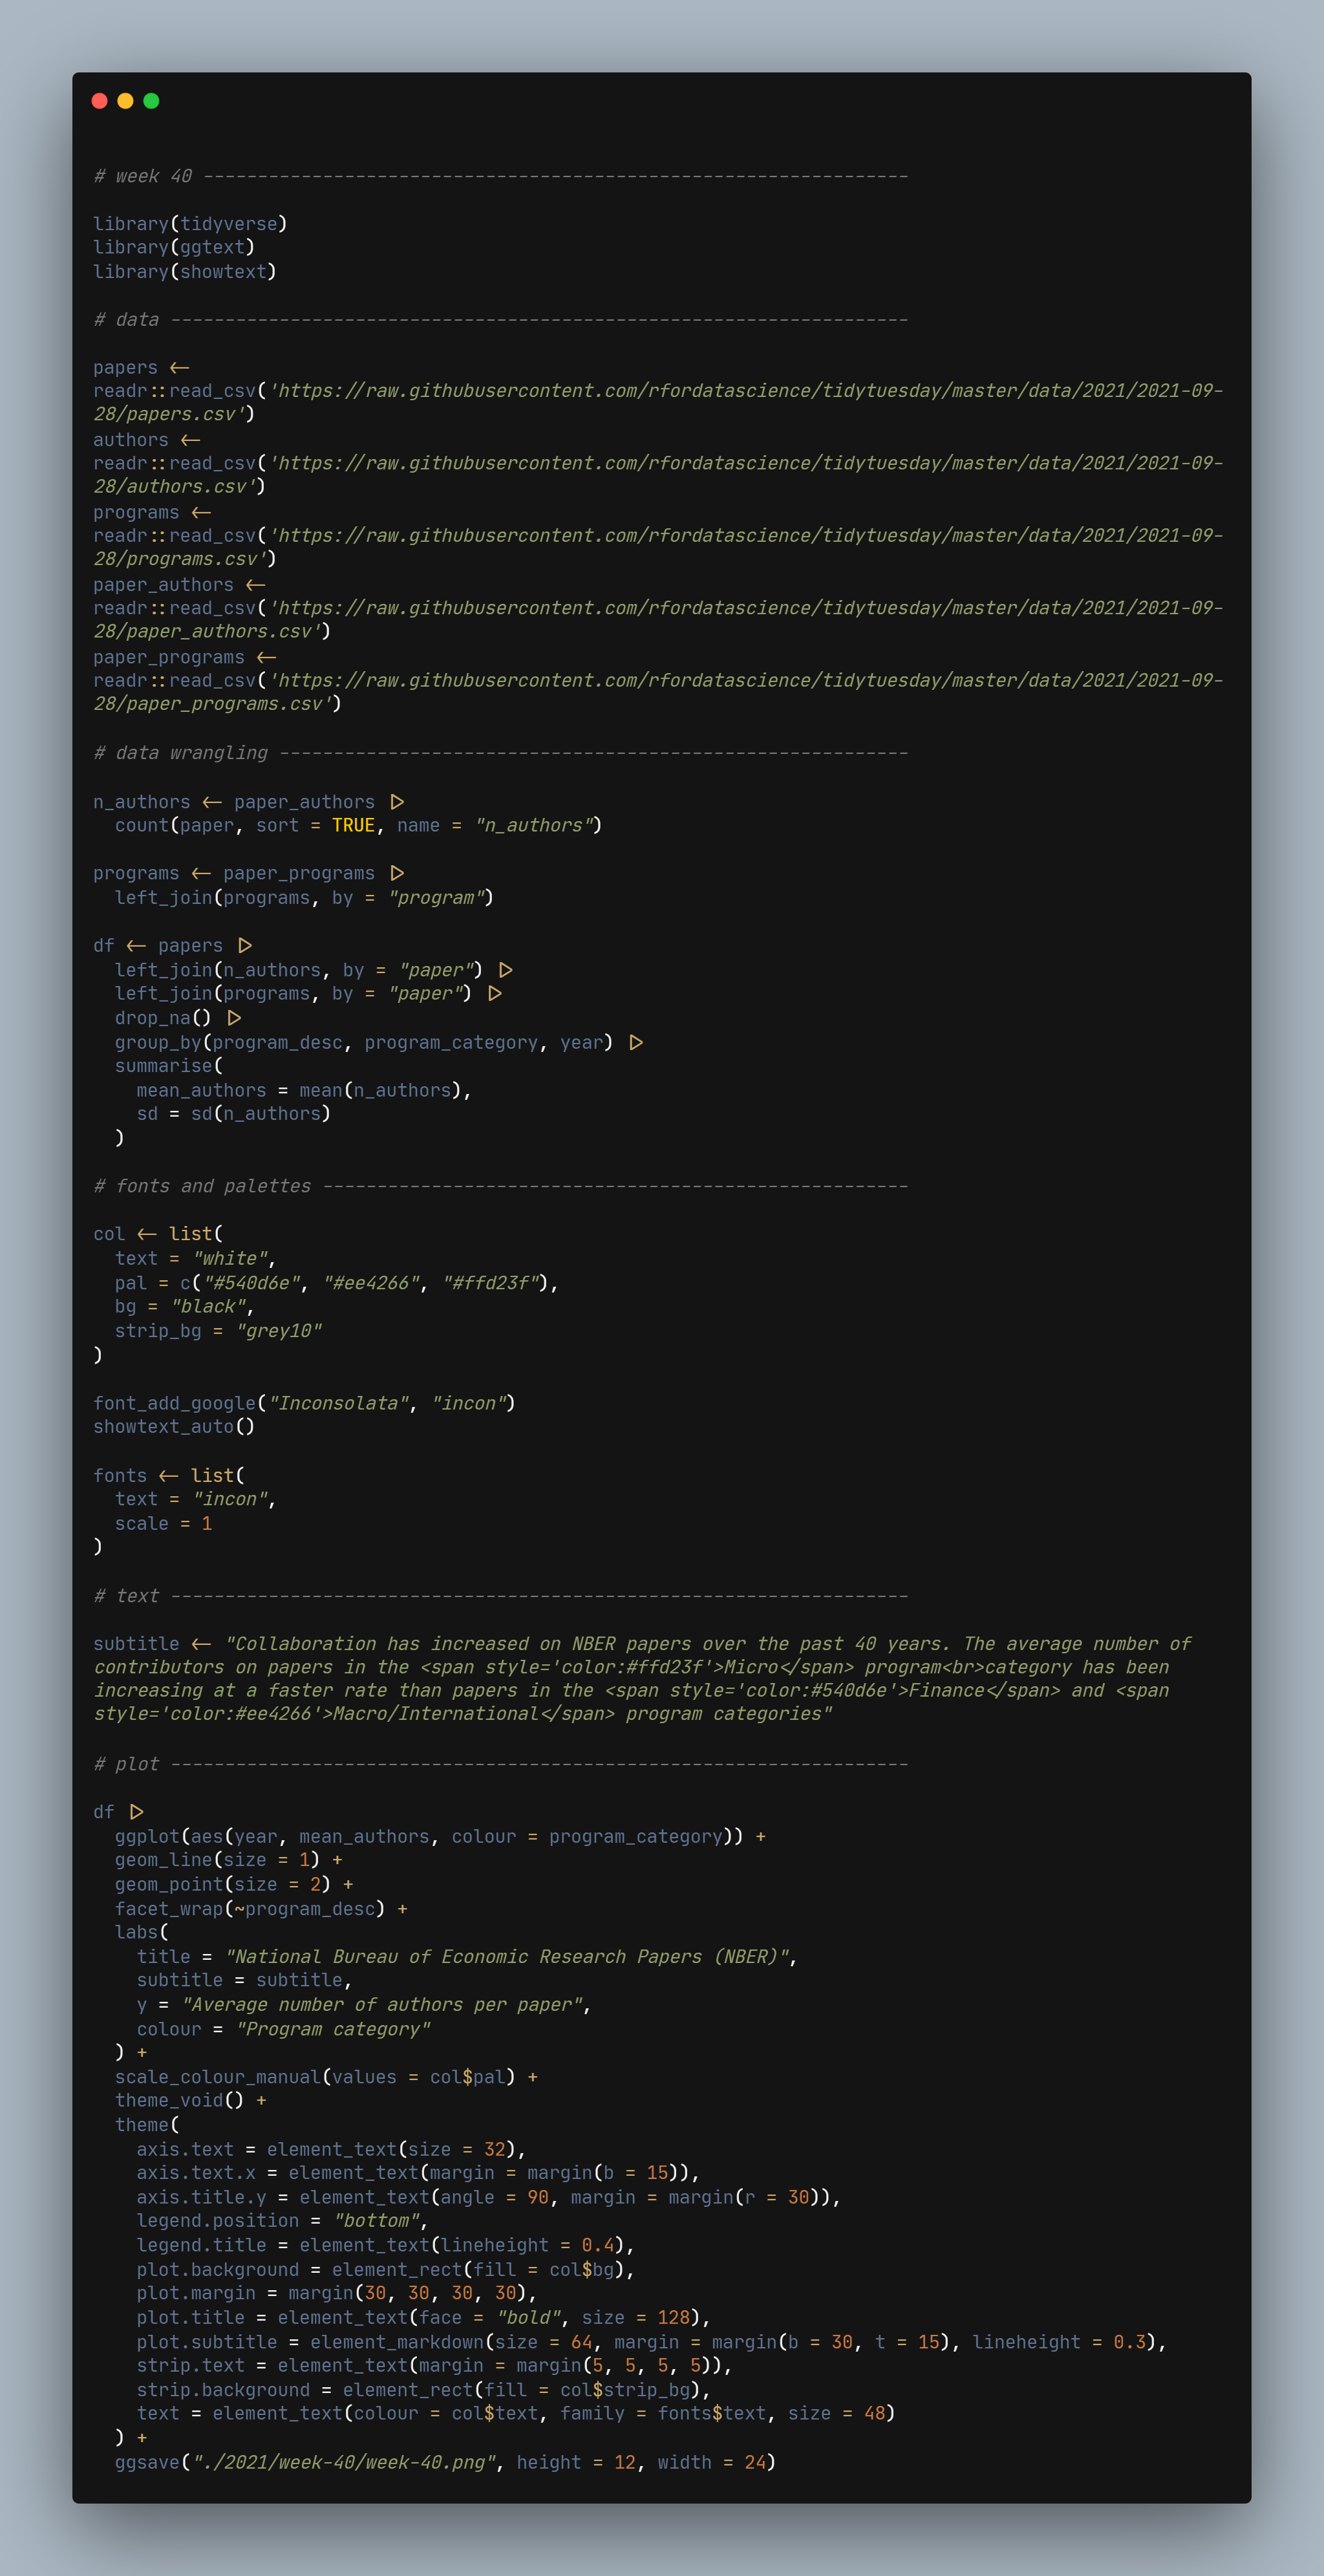 # week 40 -----------------------------------------------------------------
library(tidyverse)
library(ggtext)
library(showtext)
# data --------------------------------------------------------------------
papers <-
readr::read_csv('https://raw.githubusercontent.com/rfordatascience/tidytuesday/master/data/2021/2021-09-
28/papers.csv')
authors <-
readr::read_csv('https://raw.githubusercontent.com/rfordatascience/tidytuesday/master/data/2021/2021-09-
28/authors.csv')
programs <-
readr::read_csv('https://raw.githubusercontent.com/rfordatascience/tidytuesday/master/data/2021/2021-09-
28/programs.csv')
paper_authors <-
readr::read_csv('https://raw.githubusercontent.com/rfordatascience/tidytuesday/master/data/2021/2021-09-
28/paper_authors.csv')
paper_programs <-
readr::read_csv('https://raw.githubusercontent.com/rfordatascience/tidytuesday/master/data/2021/2021-09-
28/paper_programs.csv')
# data wrangling ----------------------------------------------------------
n_authors <- paper_authors |>
  count(paper, sort = TRUE, name = "n_authors")
programs <- paper_programs |>
  left_join(programs, by = "program")
df <- papers |>
  left_join(n_authors, by = "paper") |>
  left_join(programs, by = "paper") |>
  drop_na() |>
  group_by(program_desc, program_category, year) |>
  summarise(
    mean_authors = mean(n_authors),
    sd = sd(n_authors)
  )
# fonts and palettes ------------------------------------------------------
col <- list(
  text = "white",
  pal = c("#540d6e", "#ee4266", "#ffd23f"),
  bg = "black",
  strip_bg = "grey10"
)
font_add_google("Inconsolata", "incon")
showtext_auto()
fonts <- list(
  text = "incon",
  scale = 1
)
# text --------------------------------------------------------------------
subtitle <- "Collaboration has increased on NBER papers over the past 40 years. The average number of
contributors on papers in the <span style='color:#ffd23f'>Micro</span> program<br>category has been
increasing at a faster rate than papers in the <span style='color:#540d6e'>Finance</span> and <span
style='color:#ee4266'>Macro/International</span> program categories"
# plot --------------------------------------------------------------------
df |>
  ggplot(aes(year, mean_authors, colour = program_category)) +
  geom_line(size = 1) +
  geom_point(size = 2) +
  facet_wrap(~program_desc) +
  labs(
    title = "National Bureau of Economic Research Papers (NBER)",
    subtitle = subtitle,
    y = "Average number of authors per paper",
    colour = "Program category"
  ) +
  scale_colour_manual(values = col$pal) +
  theme_void() +
  theme(
    axis.text = element_text(size = 32),
    axis.text.x = element_text(margin = margin(b = 15)),
    axis.title.y = element_text(angle = 90, margin = margin(r = 30)),
    legend.position = "bottom",
    legend.title = element_text(lineheight = 0.4),
    plot.background = element_rect(fill = col$bg),
    plot.margin = margin(30, 30, 30, 30),
    plot.title = element_text(face = "bold", size = 128),
    plot.subtitle = element_markdown(size = 64, margin = margin(b = 30, t = 15), lineheight = 0.3),
    strip.text = element_text(margin = margin(5, 5, 5, 5)),
    strip.background = element_rect(fill = col$strip_bg),
    text = element_text(colour = col$text, family = fonts$text, size = 48)
  ) +
  ggsave("./2021/week-40/week-40.png", height = 12, width = 24)